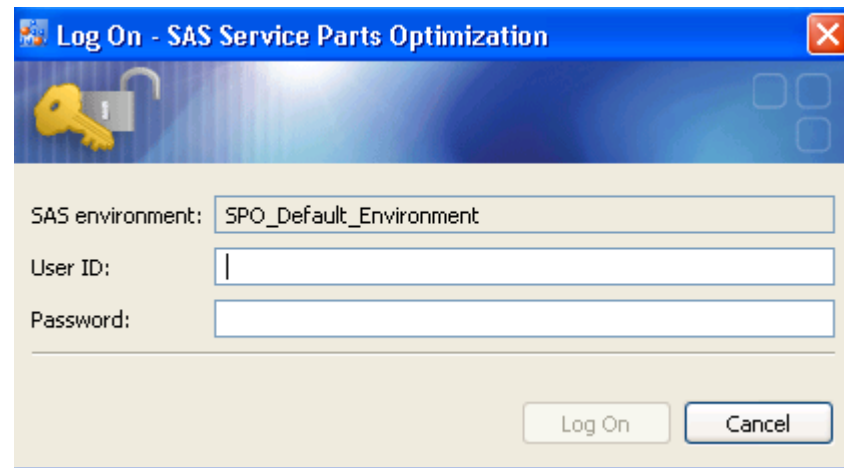 Log On - SAS Service Parts Optimization
SAS environment: SPO_Default_Environment
User ID:
Password:
Log On Cancel